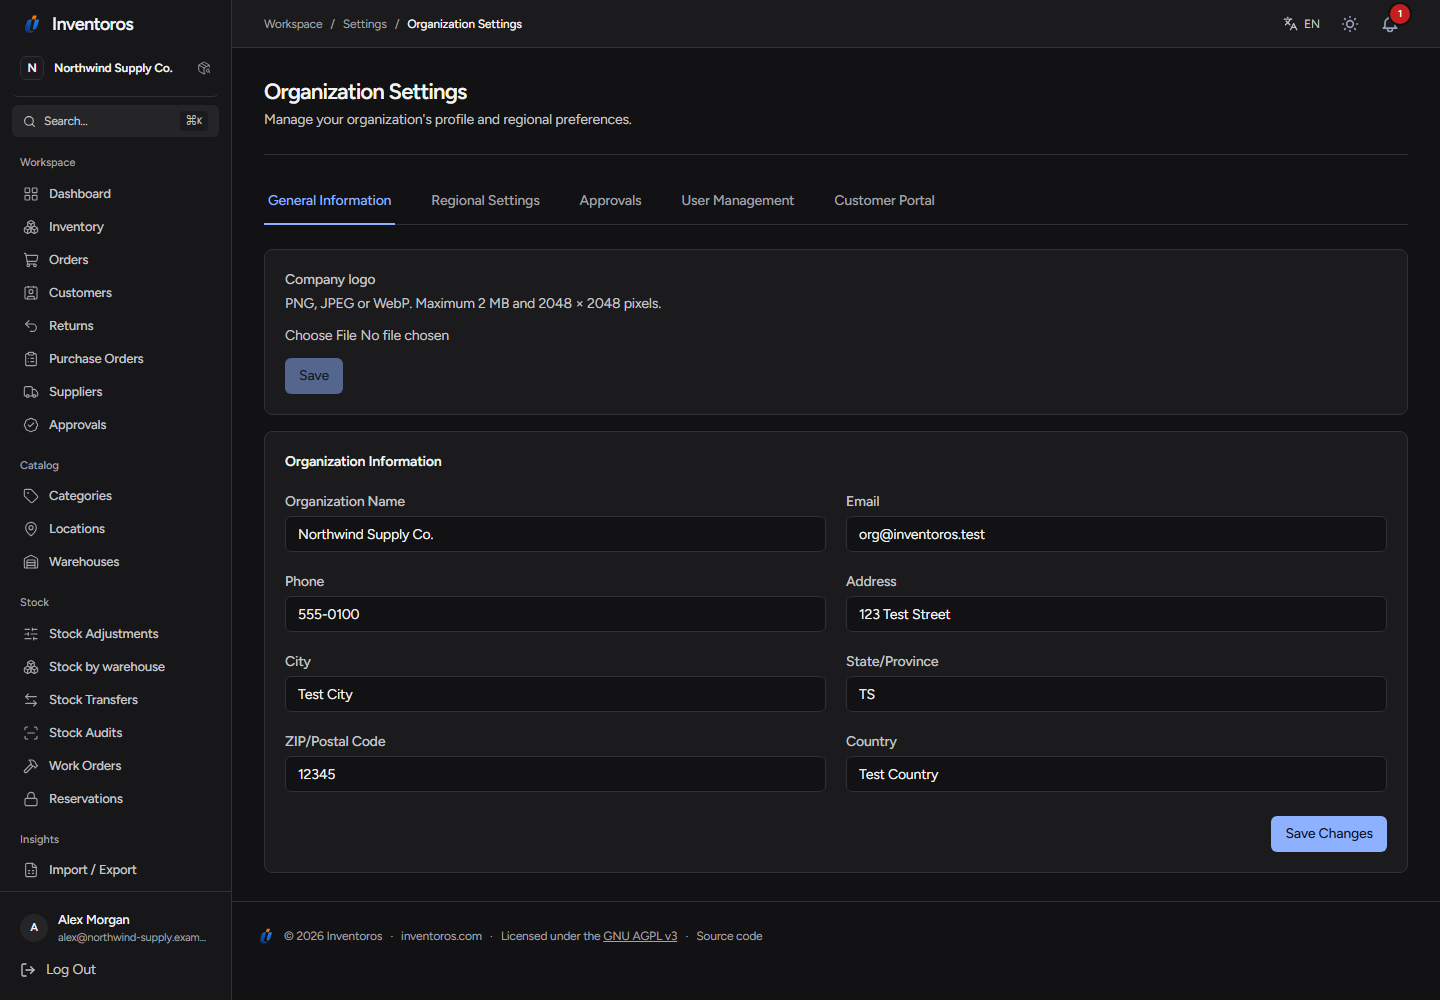 Inventoros
N Northwind Supply Co.
Search... ⌘K
Workspace
Dashboard
Inventory
Orders
Customers
Returns
Purchase Orders
Suppliers
Approvals
Catalog
Categories
Locations
Warehouses
Stock
Stock Adjustments
Stock by warehouse
Stock Transfers
Stock Audits
Work Orders
Reservations
Insights
Import / Export
A
Alex Morgan
alex@northwind-supply.exam...
Log Out
Workspace / Settings / Organization Settings
EN
1
Organization Settings
Manage your organization's profile and regional preferences.
General Information Regional Settings Approvals User Management Customer Portal
Company logo
PNG, JPEG or WebP. Maximum 2 MB and 2048 × 2048 pixels.
Choose File No file chosen
Save
Organization Information
Organization Name Email
Northwind Supply Co. org@inventoros.test
Phone Address
555-0100 123 Test Street
City State/Province
Test City TS
ZIP/Postal Code Country
12345 Test Country
Save Changes
© 2026 Inventoros · inventoros.com · Licensed under the GNU AGPL v3 · Source code